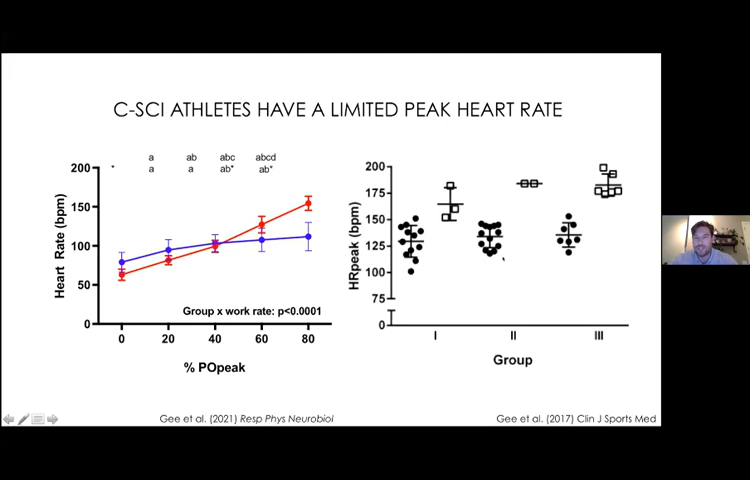 C-SCI ATHLETES HAVE A LIMITED PEAK HEART RATE
* a ab abc abcd
a a ab* ab*
200
150
100
50
0
Heart Rate (bpm)
Group x work rate: p<0.0001
0 20 40 60 80
% POpeak
200
175
150
125
100
75
0
HRpeak (bpm)
I II III
Group
Gee et al. (2021) Resp Phys Neurobiol
Gee et al. (2017) Clin J Sports Med